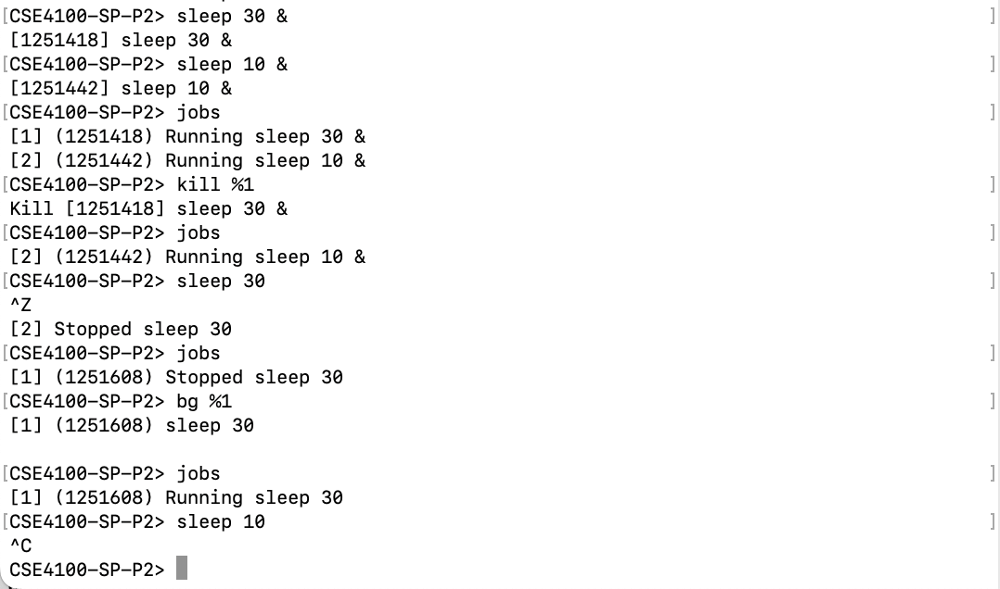 [CSE4100-SP-P2> sleep 30 & ]
[1251418] sleep 30 &
[CSE4100-SP-P2> sleep 10 & ]
[1251442] sleep 10 &
[CSE4100-SP-P2> jobs ]
[1] (1251418) Running sleep 30 &
[2] (1251442) Running sleep 10 &
[CSE4100-SP-P2> kill %1 ]
Kill [1251418] sleep 30 &
[CSE4100-SP-P2> jobs ]
[2] (1251442) Running sleep 10 &
[CSE4100-SP-P2> sleep 30 ]
^Z
[2] Stopped sleep 30
[CSE4100-SP-P2> jobs ]
[1] (1251608) Stopped sleep 30
[CSE4100-SP-P2> bg %1 ]
[1] (1251608) sleep 30
[CSE4100-SP-P2> jobs ]
[1] (1251608) Running sleep 30
[CSE4100-SP-P2> sleep 10 ]
^C
CSE4100-SP-P2>